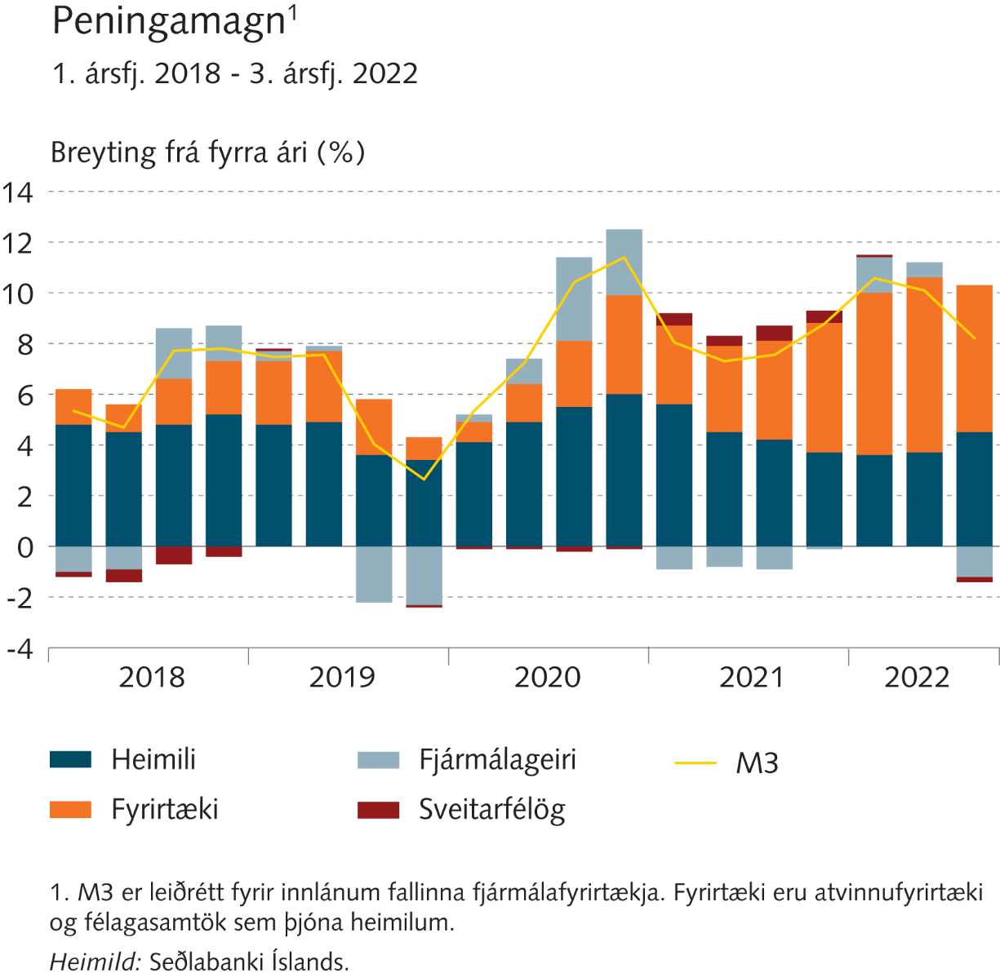 Peningamagn¹
1. ársfj. 2018 - 3. ársfj. 2022
Breyting frá fyrra ári (%)
14
12
10
8
6
4
2
0
-2
-4
2018 2019 2020 2021 2022
Heimili Fjármálageiri M3
Fyrirtæki Sveitarfélög
1. M3 er leiðrétt fyrir innlánum fallinna fjármálafyrirtækja. Fyrirtæki eru atvinnufyrirtæki
og félagasamtök sem þjóna heimilum.
Heimild: Seðlabanki Íslands.